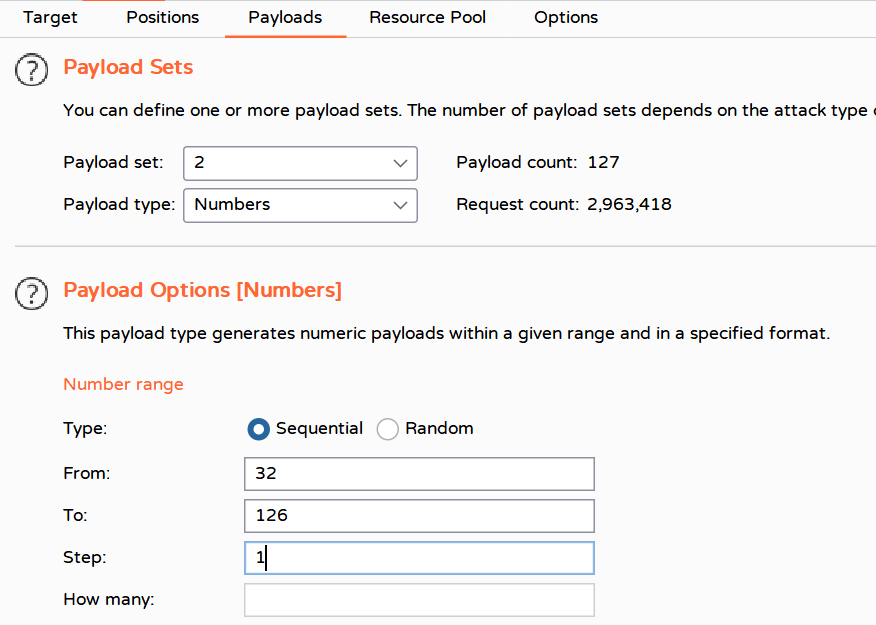 Target Positions Payloads Resource Pool Options
? Payload Sets
You can define one or more payload sets. The number of payload sets depends on the attack type
Payload set: 2 Payload count: 127
Payload type: Numbers Request count: 2,963,418
? Payload Options [Numbers]
This payload type generates numeric payloads within a given range and in a specified format.
Number range
Type: Sequential Random
From: 32
To: 126
Step: 1
How many: